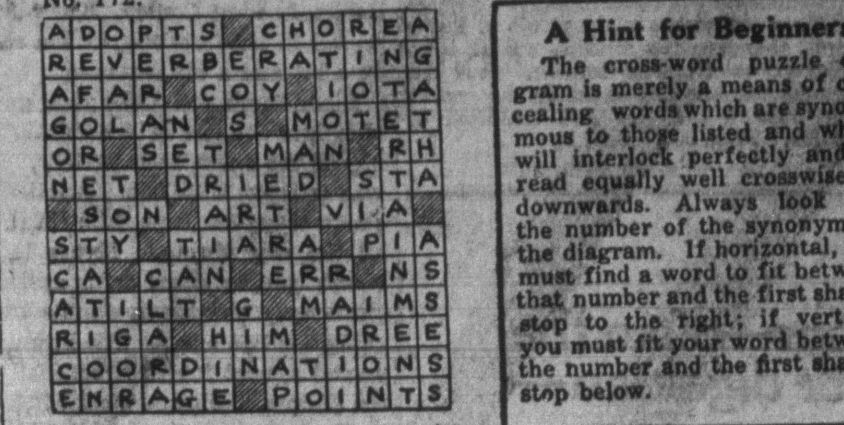 No. 172.
ADOPTS CHOREA
REVERBERATING
AFAR COY IOTA
GOLAN S MOTET
OR SET MAN RH
NET DRIED STA
SON ART VIA
STY TIARA PIA
CA CAN ERR NS
ATILT G MAIMS
RIGA HIM DREE
COORDINATIONS
ENRAGE POINTS
A Hint for Beginners
The cross-word puzzle
gram is merely a means of
cealing words which are syno
mous to those listed and wh
will interlock perfectly and
read equally well crosswise
downwards. Always look
the number of the synonym
the diagram. If horizontal,
must find a word to fit betw
that number and the first sha
stop to the right; if vert
you must fit your word betw
the number and the first sha
stop below.